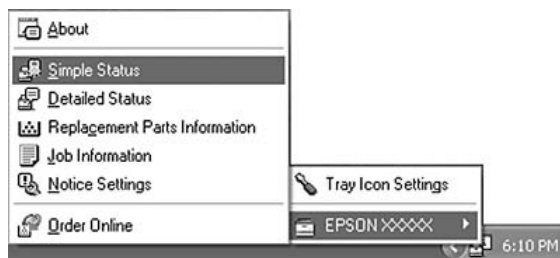 About
Simple Status
Detailed Status
Replacement Parts Information
Job Information
Notice Settings
Order Online
Tray Icon Settings
EPSON XXXXX
6:10 PM